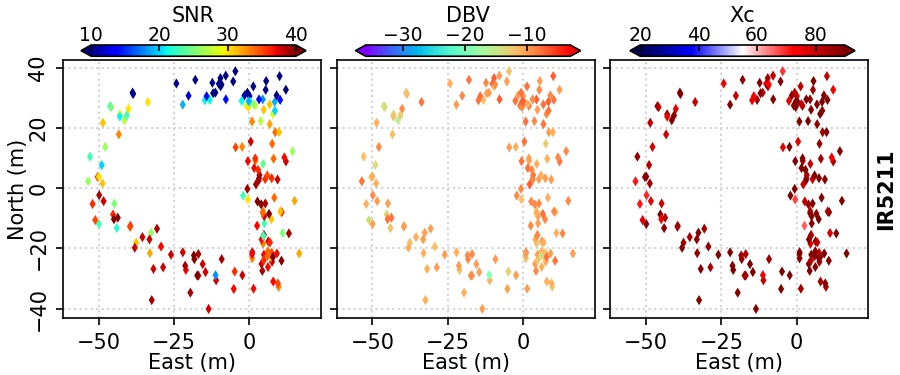 SNR DBV Xc
10 20 30 40 −30 −20 −10 20 40 60 80
40
20
0
−20
−40
North (m)
−50 −25 0 −50 −25 0 −50 −25 0
East (m) East (m) East (m)
IR5211